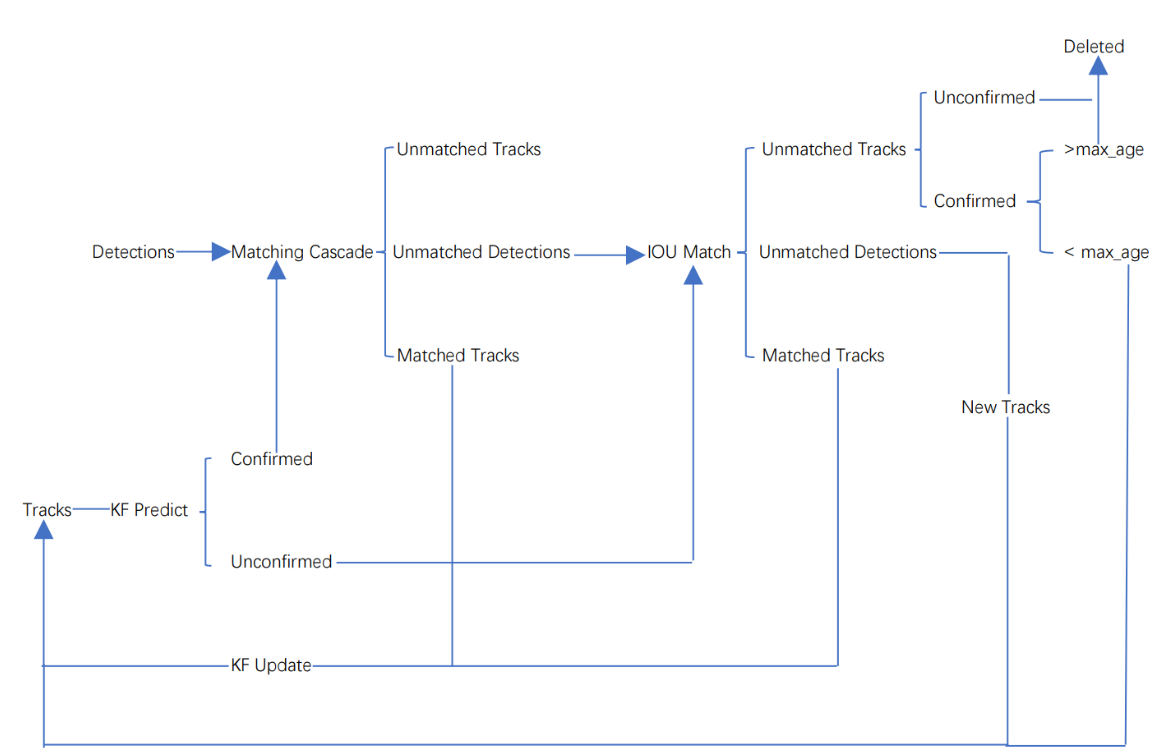 Deleted
Unconfirmed
Unmatched Tracks
Unmatched Tracks
>max_age
Confirmed
Detections
Matching Cascade
Unmatched Detections
IOU Match
Unmatched Detections
< max_age
Matched Tracks
Matched Tracks
New Tracks
Confirmed
Tracks
KF Predict
Unconfirmed
KF Update